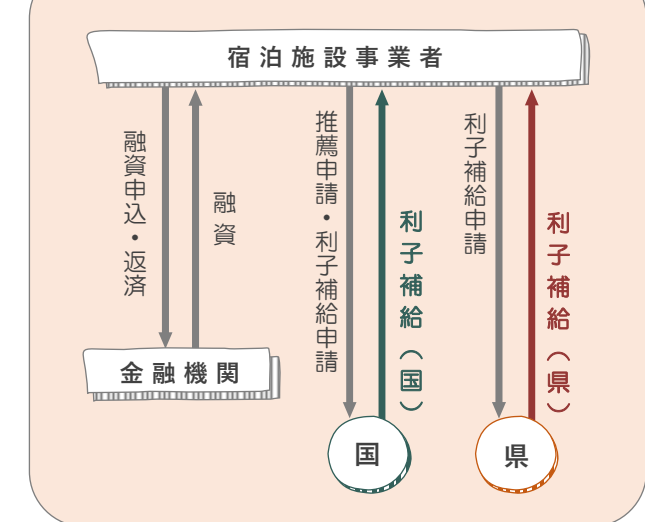 宿泊施設事業者
融資申込・返済
融資
推薦申請・利子補給申請
利子補給（国）
利子補給申請
利子補給（県）
金融機関
国
県